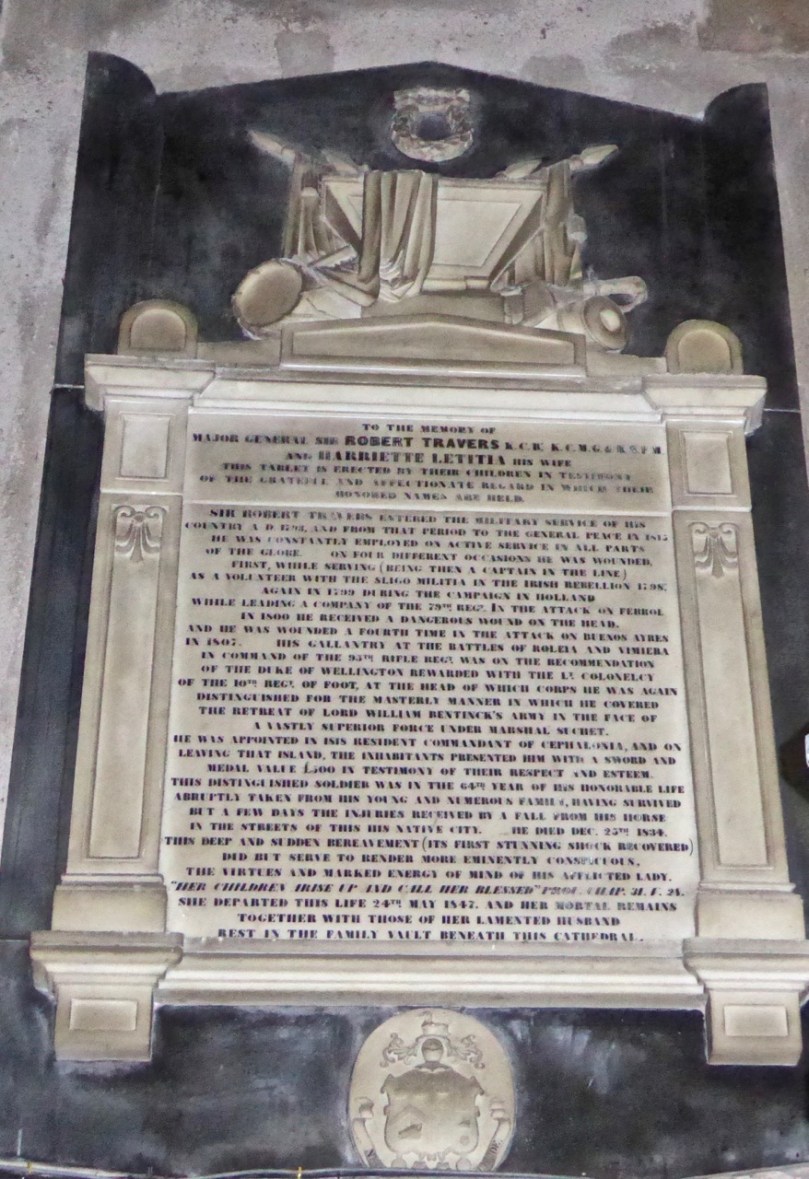 TO THE MEMORY OF
MAJOR GENERAL SIR ROBERT TRAVERS K.C.B. K.C.M.G. &
AND HARRIETTE LETITIA HIS WIFE
THIS TABLET IS ERECTED BY THEIR CHILDREN IN TESTIMONY
OF THE GRATEFUL AND AFFECTIONATE REGARD IN WHICH THEIR
HONORED NAMES ARE HELD.
SIR ROBERT TRAVERS ENTERED THE MILITARY SERVICE OF HIS
COUNTRY A D 1793, AND FROM THAT PERIOD TO THE GENERAL PEACE IN 1815
HE WAS CONSTANTLY EMPLOYED ON ACTIVE SERVICE IN ALL PARTS
OF THE GLOBE. ON FOUR DIFFERENT OCCASIONS HE WAS WOUNDED,
FIRST, WHILE SERVING (BEING THEN A CAPTAIN IN THE LINE)
AS A VOLUNTEER WITH THE SLIGO MILITIA IN THE IRISH REBELLION 1798.
AGAIN IN 1799 DURING THE CAMPAIGN IN HOLLAND
WHILE LEADING A COMPANY OF THE 79TH REGT. IN THE ATTACK ON FERROL
IN 1800 HE RECEIVED A DANGEROUS WOUND ON THE HEAD.
AND HE WAS WOUNDED A FOURTH TIME IN THE ATTACK ON BUENOS AYRES
IN 1807. HIS GALLANTRY AT THE BATTLES OF ROLEIA AND VIMIERA
IN COMMAND OF THE 95TH RIFLE REGT. WAS ON THE RECOMMENDATION
OF THE DUKE OF WELLINGTON REWARDED WITH THE LT. COLONELCY
OF THE 10TH REGT. OF FOOT, AT THE HEAD OF WHICH CORPS HE WAS AGAIN
DISTINGUISHED FOR THE MASTERLY MANNER IN WHICH HE COVERED
THE RETREAT OF LORD WILLIAM BENTINCK'S ARMY IN THE FACE OF
A VASTLY SUPERIOR FORCE UNDER MARSHAL SUCHET.
HE WAS APPOINTED IN 1815 RESIDENT COMMANDANT OF CEPHALONIA, AND ON
LEAVING THAT ISLAND, THE INHABITANTS PRESENTED HIM WITH A SWORD AND
MEDAL VALUE £500 IN TESTIMONY OF THEIR RESPECT AND ESTEEM.
THIS DISTINGUISHED SOLDIER WAS IN THE 64TH YEAR OF HIS HONORABLE LIFE
ABRUPTLY TAKEN FROM HIS YOUNG AND NUMEROUS FAMILY, HAVING SURVIVED
BUT A FEW DAYS THE INJURIES RECEIVED BY A FALL FROM HIS HORSE
IN THE STREETS OF THIS HIS NATIVE CITY. HE DIED DEC. 25TH 1834.
THIS DEEP AND SUDDEN BEREAVEMENT (ITS FIRST STUNNING SHOCK RECOVERED)
DID BUT SERVE TO RENDER MORE EMINENTLY CONSPICUOUS,
THE VIRTUES AND MARKED ENERGY OF MIND OF HIS AFFLICTED LADY.
"HER CHILDREN ARISE UP AND CALL HER BLESSED" PROV. CHAP. 31. V. 28.
SHE DEPARTED THIS LIFE 24TH MAY 1847. AND HER MORTAL REMAINS
TOGETHER WITH THOSE OF HER LAMENTED HUSBAND
REST IN THE FAMILY VAULT BENEATH THIS CATHEDRAL.